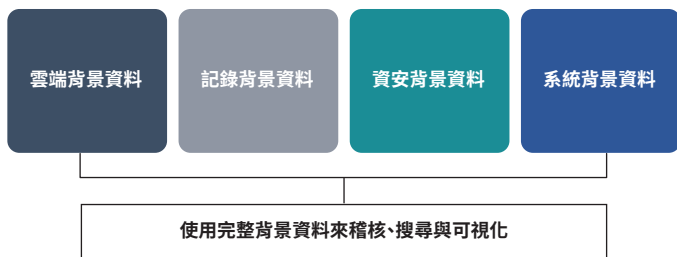 雲端背景資料
記錄背景資料
資安背景資料
系統背景資料
使用完整背景資料來稽核、搜尋與可視化